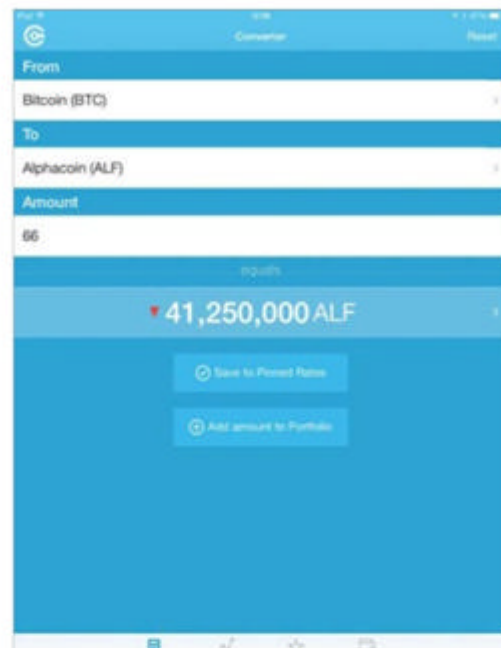 Converter
Reset
From
Bitcoin (BTC)
To
Alphacoin (ALF)
Amount
66
equals
41,250,000 ALF
Save to Pinned Rates
Add amount to Portfolio